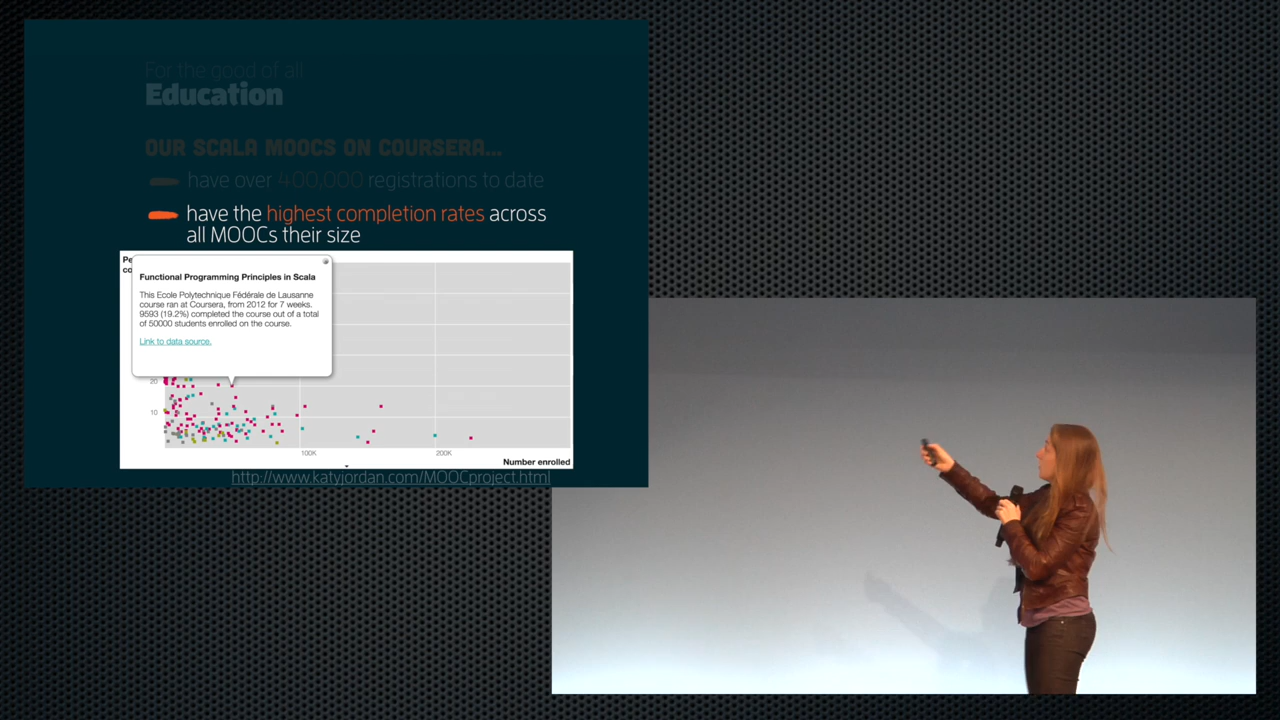 For the good of all
Education
OUR SCALA MOOCS ON COURSERA...
have over 400,000 registrations to date
have the highest completion rates across
all MOOCs their size
Pe
co
Functional Programming Principles in Scala
This Ecole Polytechnique Fédérale de Lausanne
course ran at Coursera, from 2012 for 7 weeks.
9593 (19.2%) completed the course out of a total
of 50000 students enrolled on the course.
Link to data source.
20
10
100K
200K
Number enrolled
http://www.katyjordan.com/MOOCproject.html